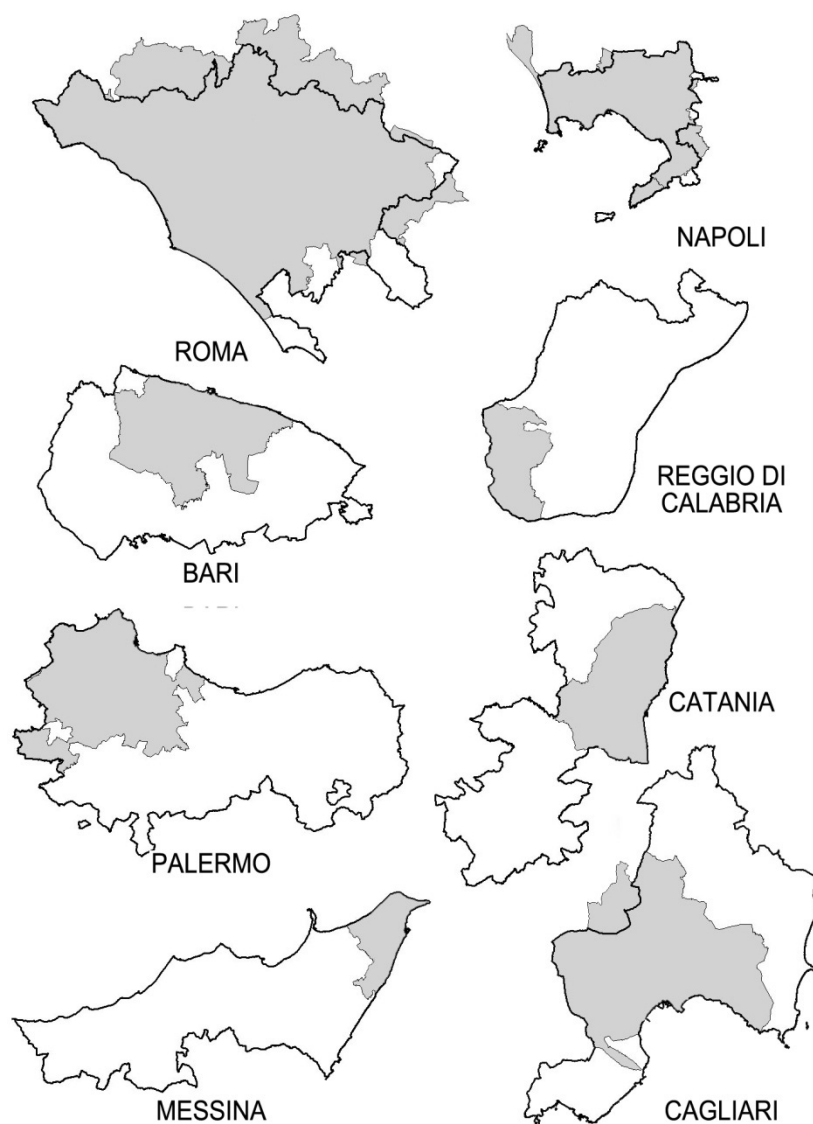 NAPOLI
ROMA
REGGIO DI
CALABRIA
BARI
CATANIA
PALERMO
MESSINA
CAGLIARI